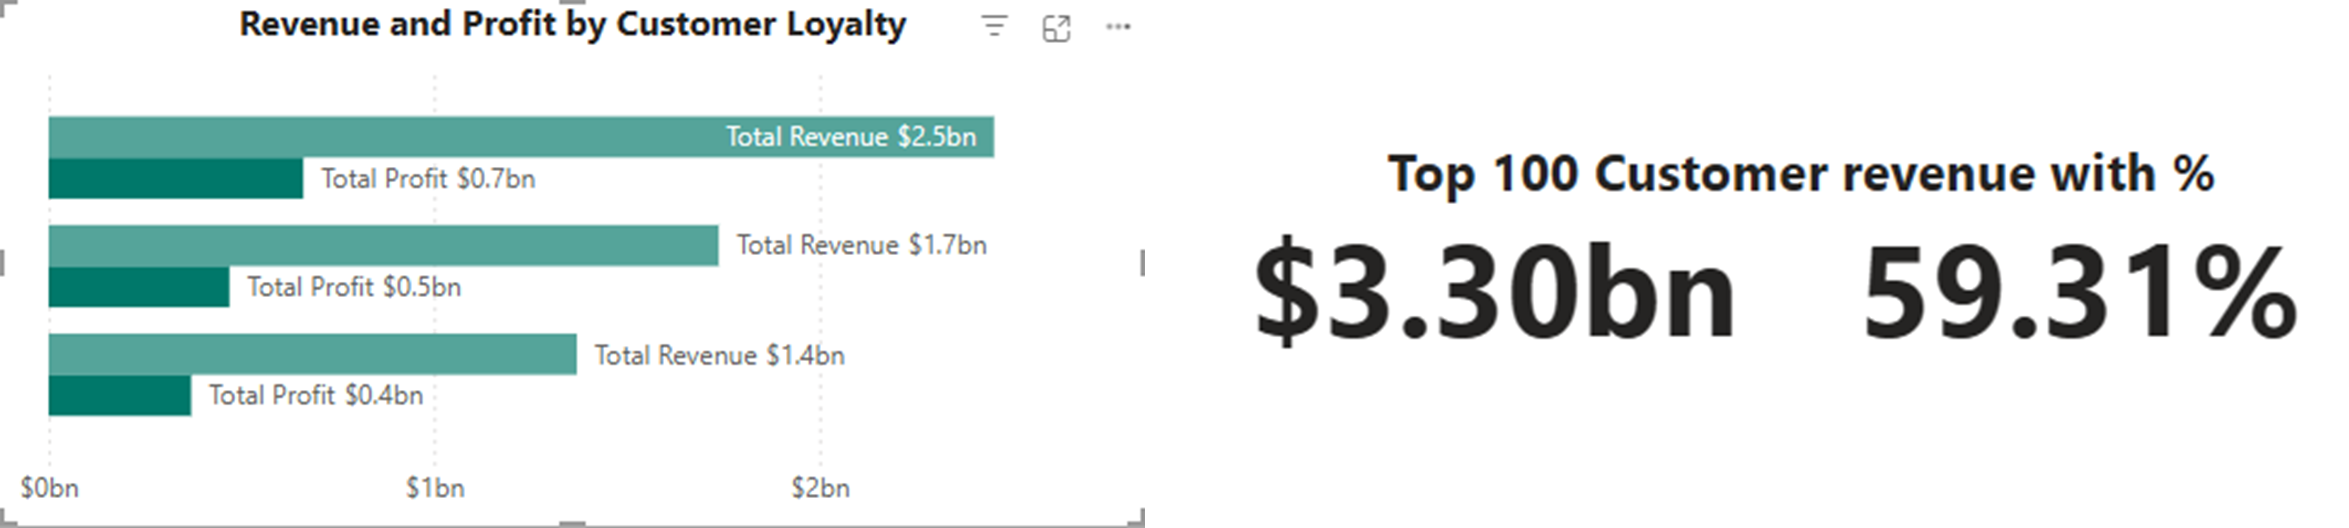 Revenue and Profit by Customer Loyalty
Total Revenue $2.5bn
Total Profit $0.7bn
Total Revenue $1.7bn
Total Profit $0.5bn
Total Revenue $1.4bn
Total Profit $0.4bn
$0bn $1bn $2bn
Top 100 Customer revenue with %
$3.30bn 59.31%